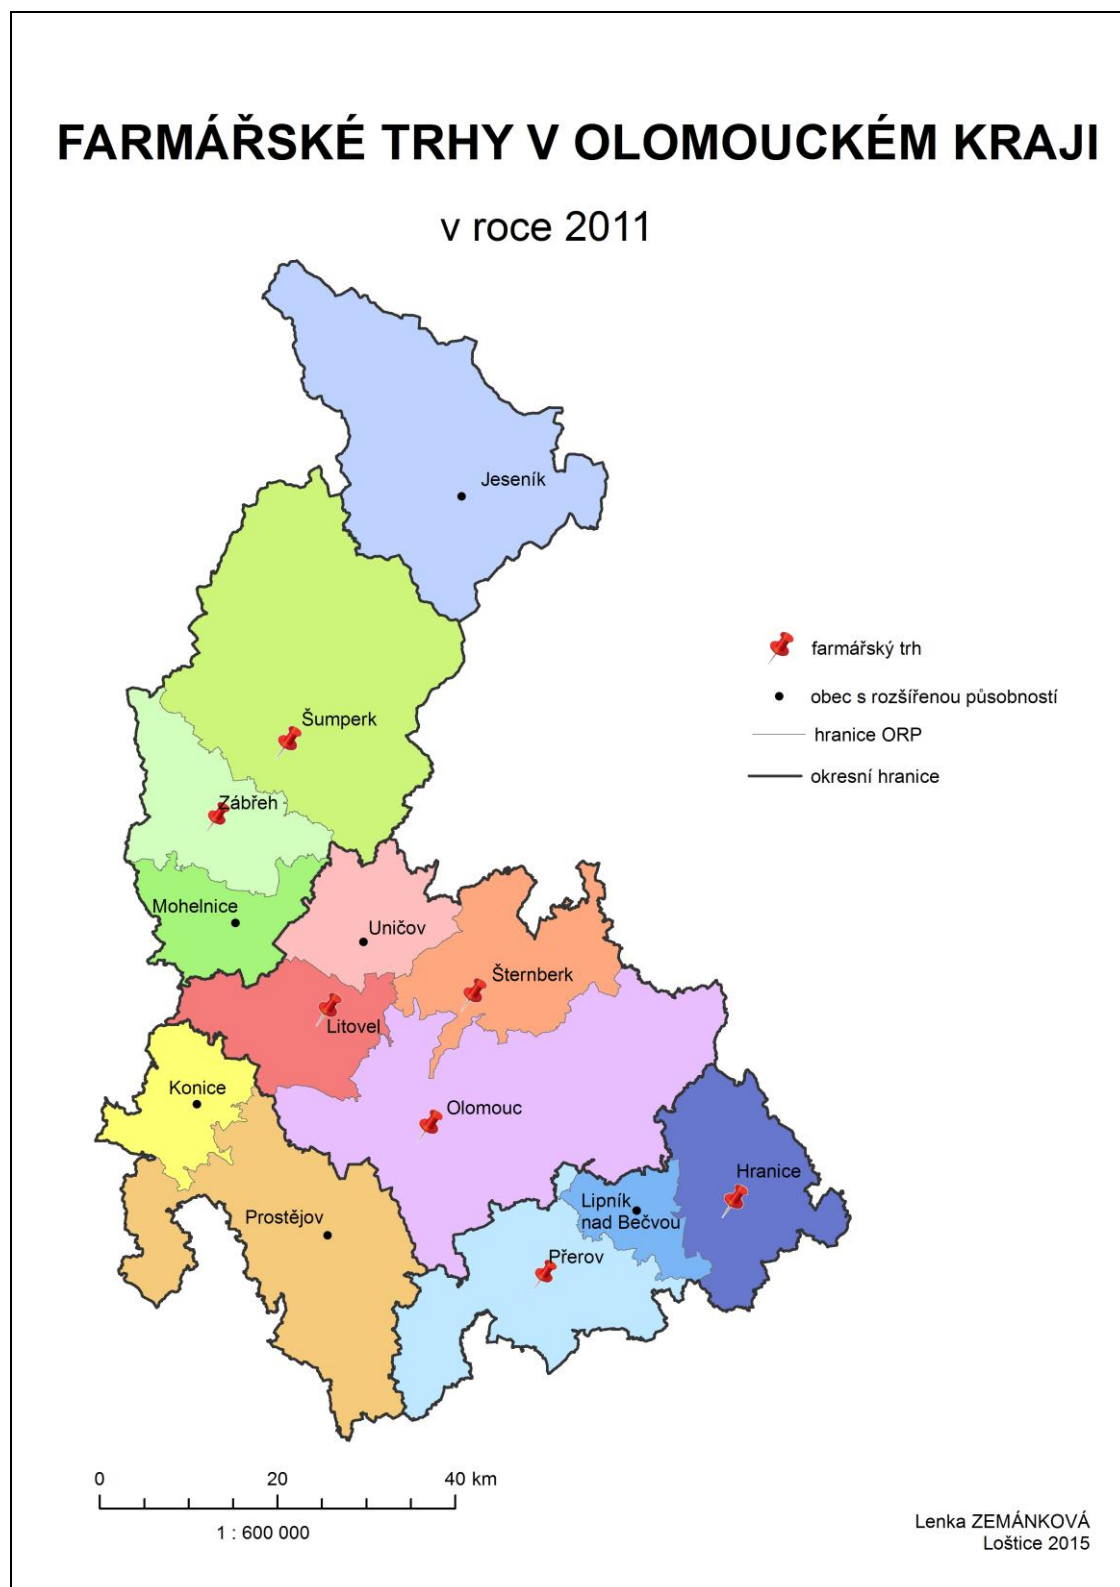 FARMÁŘSKÉ TRHY V OLOMOUCKÉM KRAJI
v roce 2011
Jeseník
farmářský trh
obec s rozšířenou působností
hranice ORP
okresní hranice
Šumperk
Zábřeh
Mohelnice
Uničov
Šternberk
Litovel
Konice
Olomouc
Hranice
Lipník
nad Bečvou
Prostějov
Přerov
0 20 40 km
1 : 600 000
Lenka ZEMÁNKOVÁ
Loštice 2015